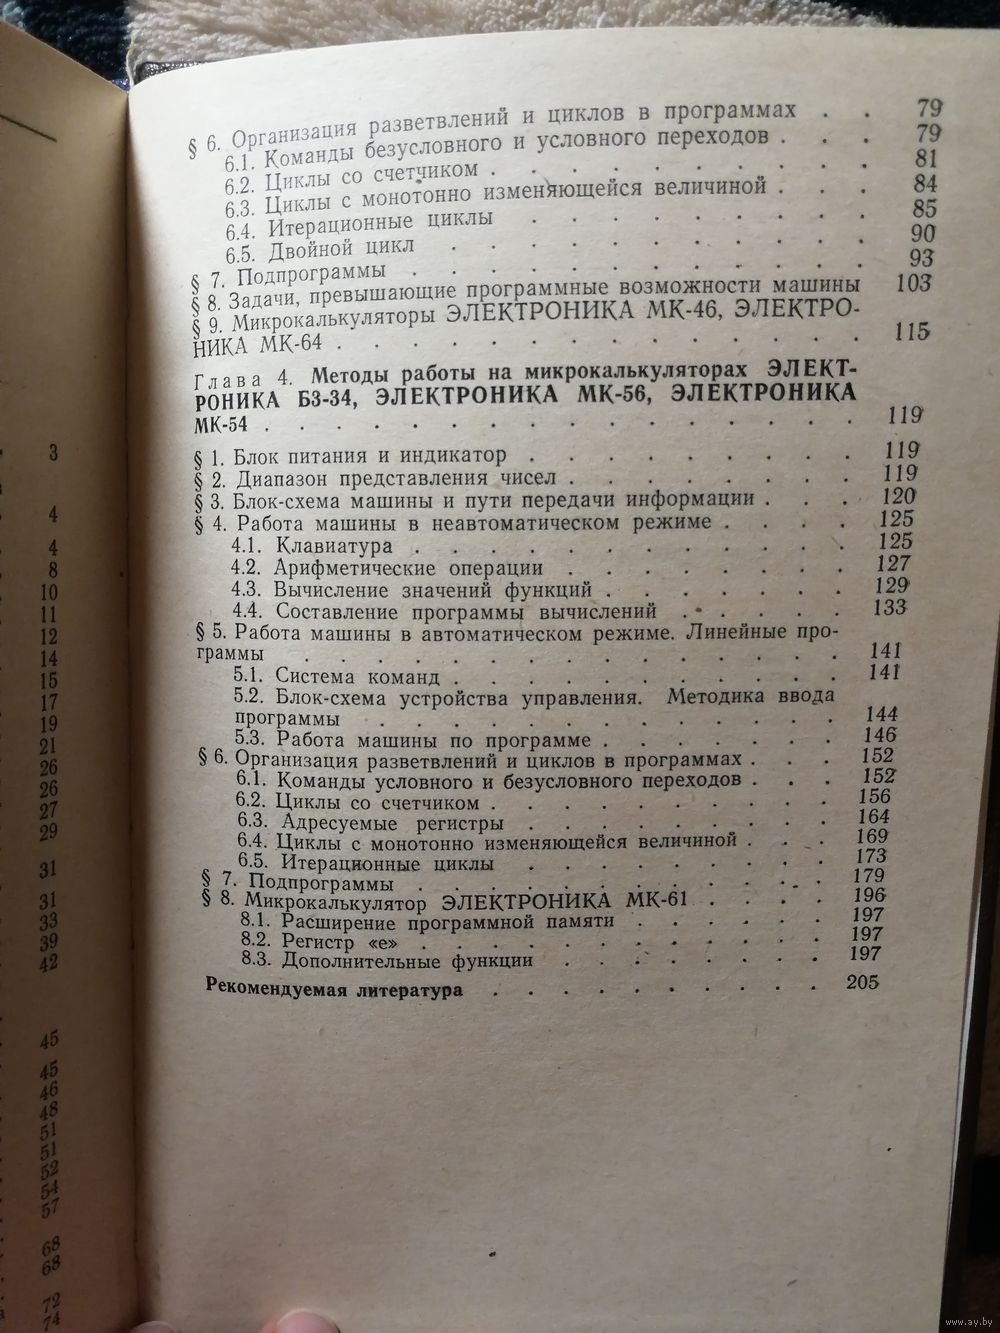 3
4
4
8
10
11
12
14
15
17
19
21
26
26
27
29
31
31
33
39
42
45
45
46
48
51
51
52
54
57
68
68
72
74
§ 6. Организация разветвлений и циклов в программах . . 79
6.1. Команды безусловного и условного переходов . . . 79
6.2. Циклы со счетчиком . . . . . . . . . . 81
6.3. Циклы с монотонно изменяющейся величиной . . . 84
6.4. Итерационные циклы . . . . . . . . . . 85
6.5. Двойной цикл . . . . . . . . . . . . 90
§ 7. Подпрограммы . . . . . . . . . . . . 93
§ 8. Задачи, превышающие программные возможности машины 103
§ 9. Микрокалькуляторы ЭЛЕКТРОНИКА МК-46, ЭЛЕКТРО-
НИКА МК-64 . . . . . . . . . . . . . . 115
Глава 4. Методы работы на микрокалькуляторах ЭЛЕКТ-
РОНИКА Б3-34, ЭЛЕКТРОНИКА МК-56, ЭЛЕКТРОНИКА
МК-54 . . . . . . . . . . . . . . . . 119
§ 1. Блок питания и индикатор . . . . . . . . . 119
§ 2. Диапазон представления чисел . . . . . . . . 119
§ 3. Блок-схема машины и пути передачи информации . . . 120
§ 4. Работа машины в неавтоматическом режиме . . . . 125
4.1. Клавиатура . . . . . . . . . . . . . 125
4.2. Арифметические операции . . . . . . . . 127
4.3. Вычисление значений функций . . . . . . . 129
4.4. Составление программы вычислений . . . . . 133
§ 5. Работа машины в автоматическом режиме. Линейные про-
граммы . . . . . . . . . . . . . . . 141
5.1. Система команд . . . . . . . . . . . 141
5.2. Блок-схема устройства управления. Методика ввода
программы . . . . . . . . . . . . . 144
5.3. Работа машины по программе . . . . . . . 146
§ 6. Организация разветвлений и циклов в программах . . . 152
6.1. Команды условного и безусловного переходов . . . 152
6.2. Циклы со счетчиком . . . . . . . . . . 156
6.3. Адресуемые регистры . . . . . . . . . 164
6.4. Циклы с монотонно изменяющейся величиной . . . 169
6.5. Итерационные циклы . . . . . . . . . 173
§ 7. Подпрограммы . . . . . . . . . . . . 179
§ 8. Микрокалькулятор ЭЛЕКТРОНИКА МК-61 . . . . 196
8.1. Расширение программной памяти . . . . . . 197
8.2. Регистр «е» . . . . . . . . . . . . 197
8.3. Дополнительные функции . . . . . . . . 197
Рекомендуемая литература . . . . . . . . . . 205
www.ay.by